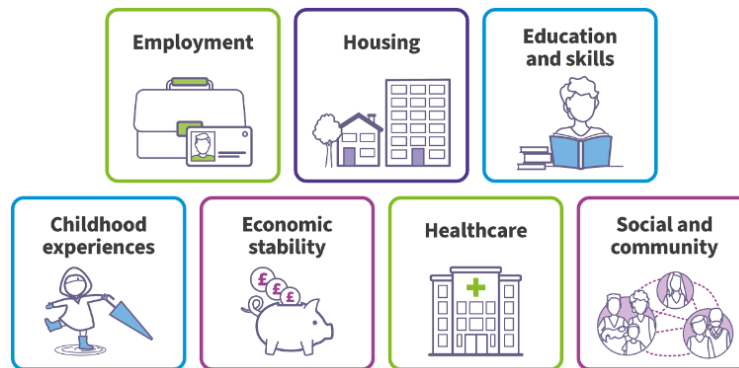 Employment
Housing
Education
and skills
Childhood
experiences
Economic
stability
£
£
£
Healthcare
Social and
community